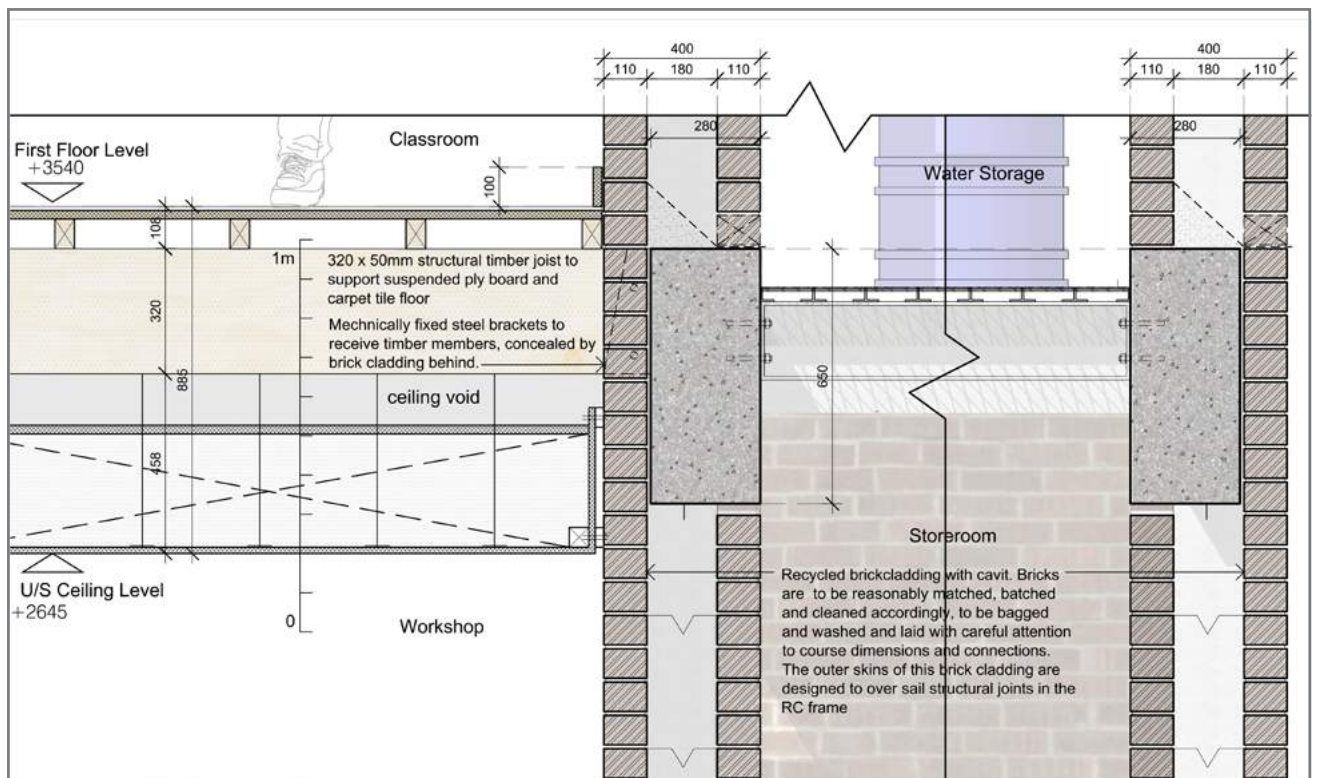 400
400
110
180
110
110
180
110
280
280
Classroom
First Floor Level
+3540
Water Storage
100
108
1m
320 x 50mm structural timber joist to
support suspended ply board and
carpet tile floor
Mechnically fixed steel brackets to
receive timber members, concealed by
brick cladding behind.
320
885
650
ceiling void
458
Storeroom
U/S Ceiling Level
+2645
0
Workshop
Recycled brickcladding with cavit. Bricks
are to be reasonably matched, batched
and cleaned accordingly, to be bagged
and washed and laid with careful attention
to course dimensions and connections.
The outer skins of this brick cladding are
designed to over sail structural joints in the
RC frame